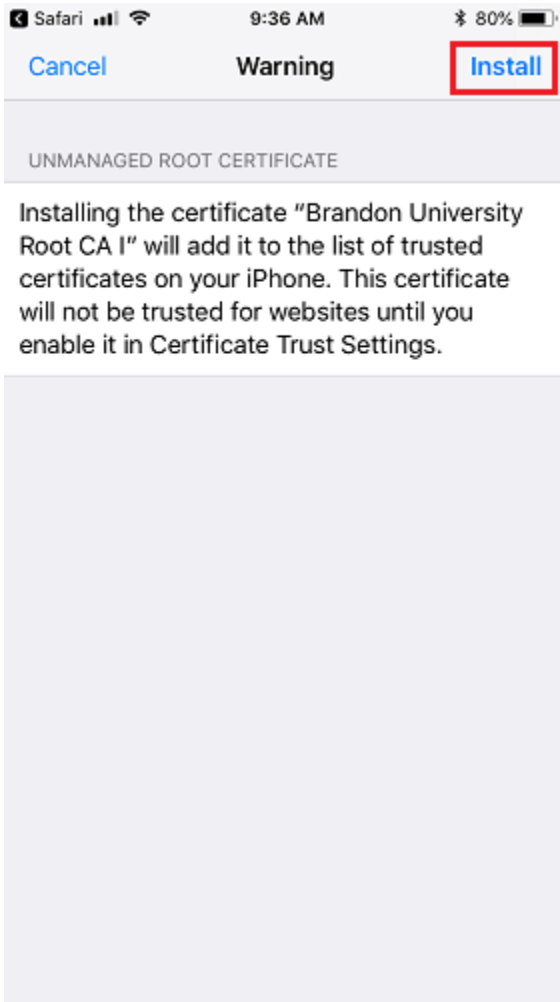 Safari 9:36 AM 80%
Cancel Warning Install
UNMANAGED ROOT CERTIFICATE
Installing the certificate “Brandon University
Root CA I” will add it to the list of trusted
certificates on your iPhone. This certificate
will not be trusted for websites until you
enable it in Certificate Trust Settings.